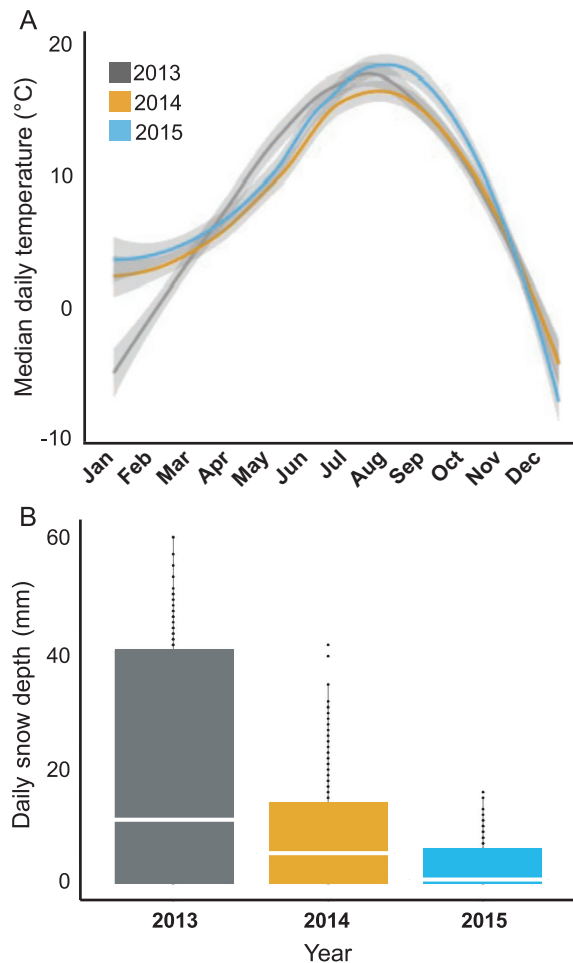 A
Median daily temperature (°C)
20
10
0
-10
2013
2014
2015
Jan Feb Mar Apr May Jun Jul Aug Sep Oct Nov Dec
B
Daily snow depth (mm)
60
40
20
0
2013 2014 2015
Year